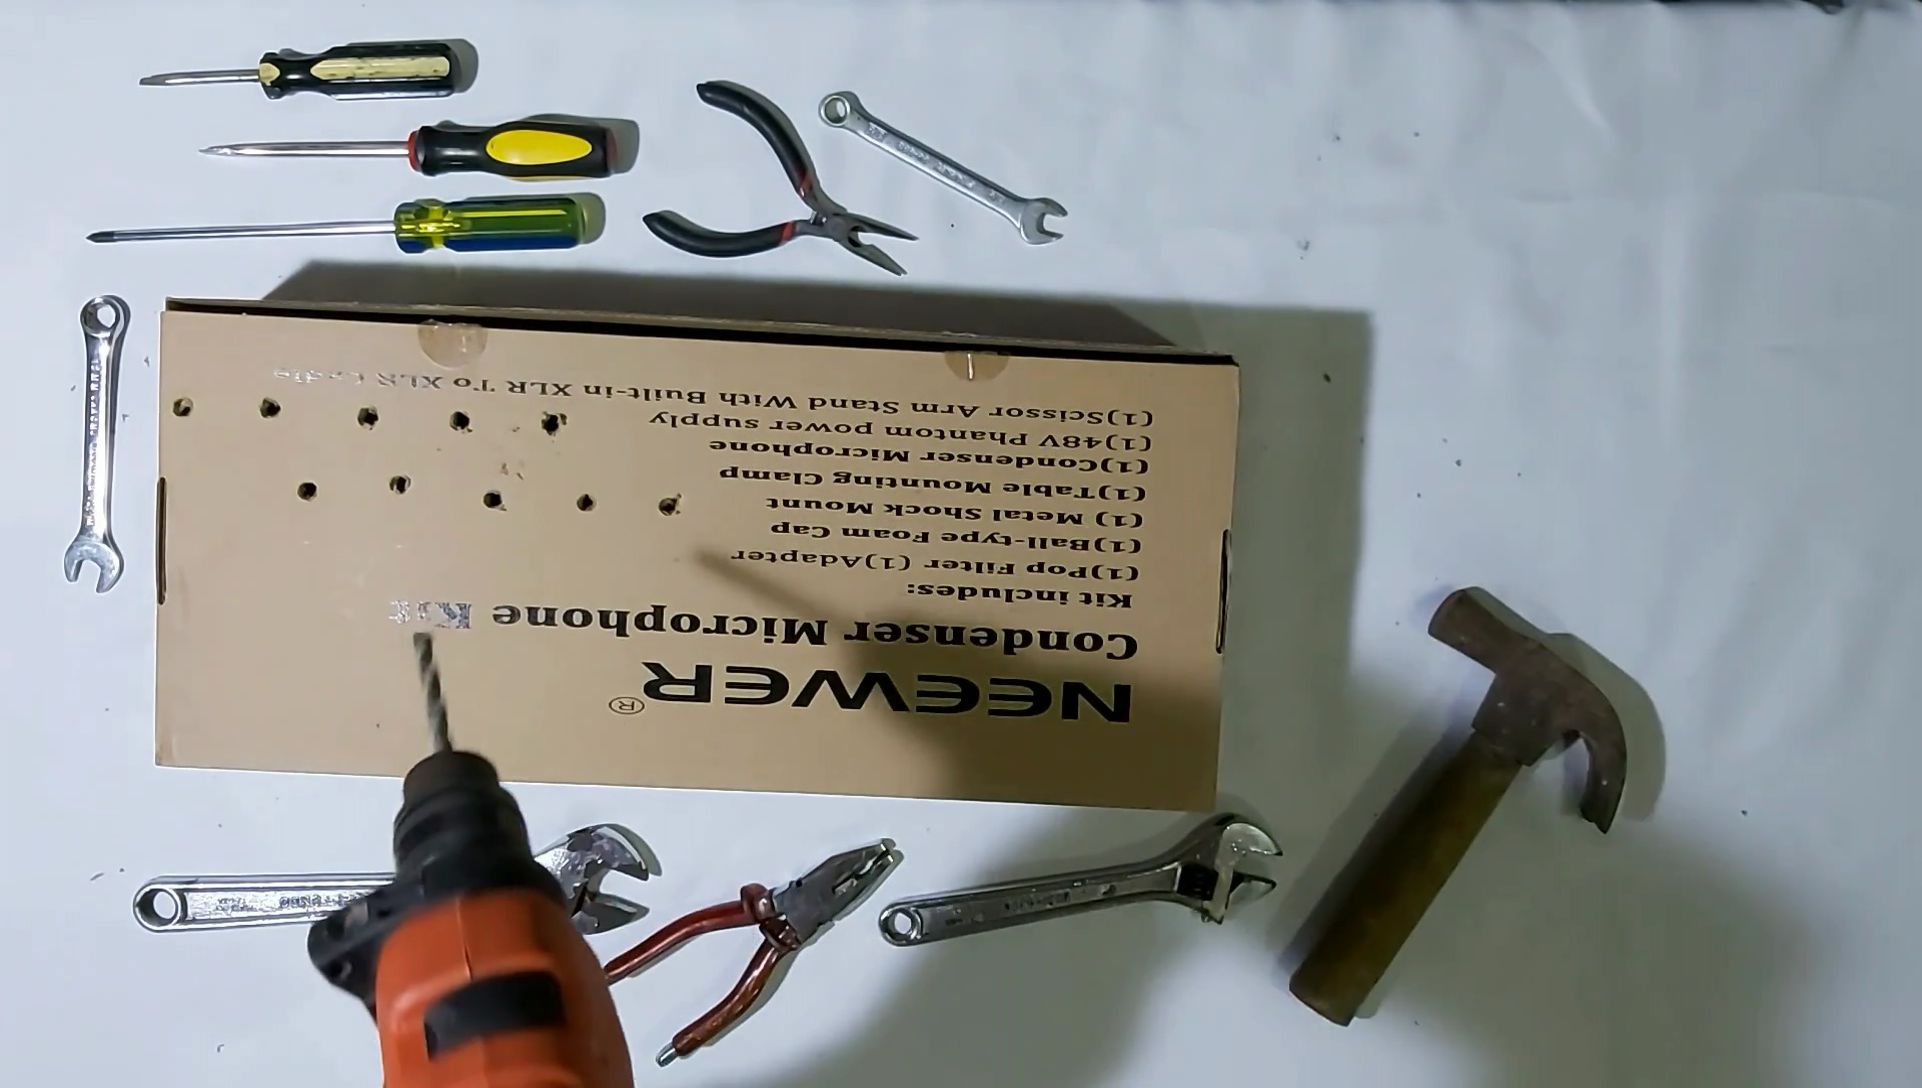 NEEWER®
Condenser Microphone Kit
Kit includes:
(1)Pop Filter (1)Adapter
(1)Ball-type Foam Cap
(1) Metal Shock Mount
(1)Table Mounting Clamp
(1)Condenser Microphone
(1)48V Phantom power supply
(1)Scissor Arm Stand With Built-in XLR To XLR Cable